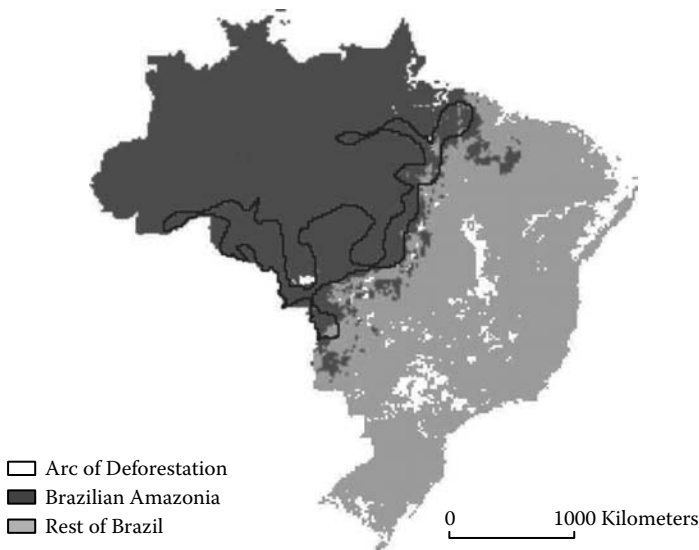 Arc of Deforestation
Brazilian Amazonia
Rest of Brazil
0 1000 Kilometers